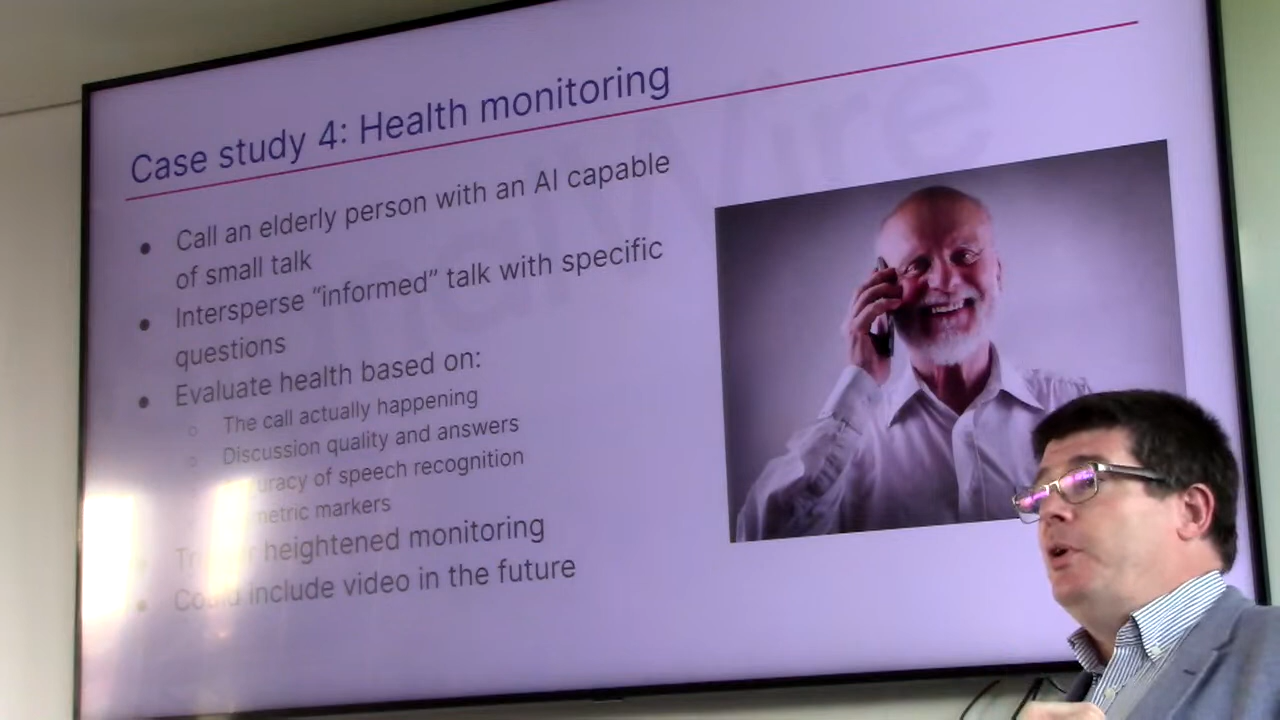 Case study 4: Health monitoring
Call an elderly person with an AI capable
of small talk
Intersperse “informed” talk with specific
questions
Evaluate health based on:
The call actually happening
Discussion quality and answers
of speech recognition
markers
heightened monitoring
Could include video in the future